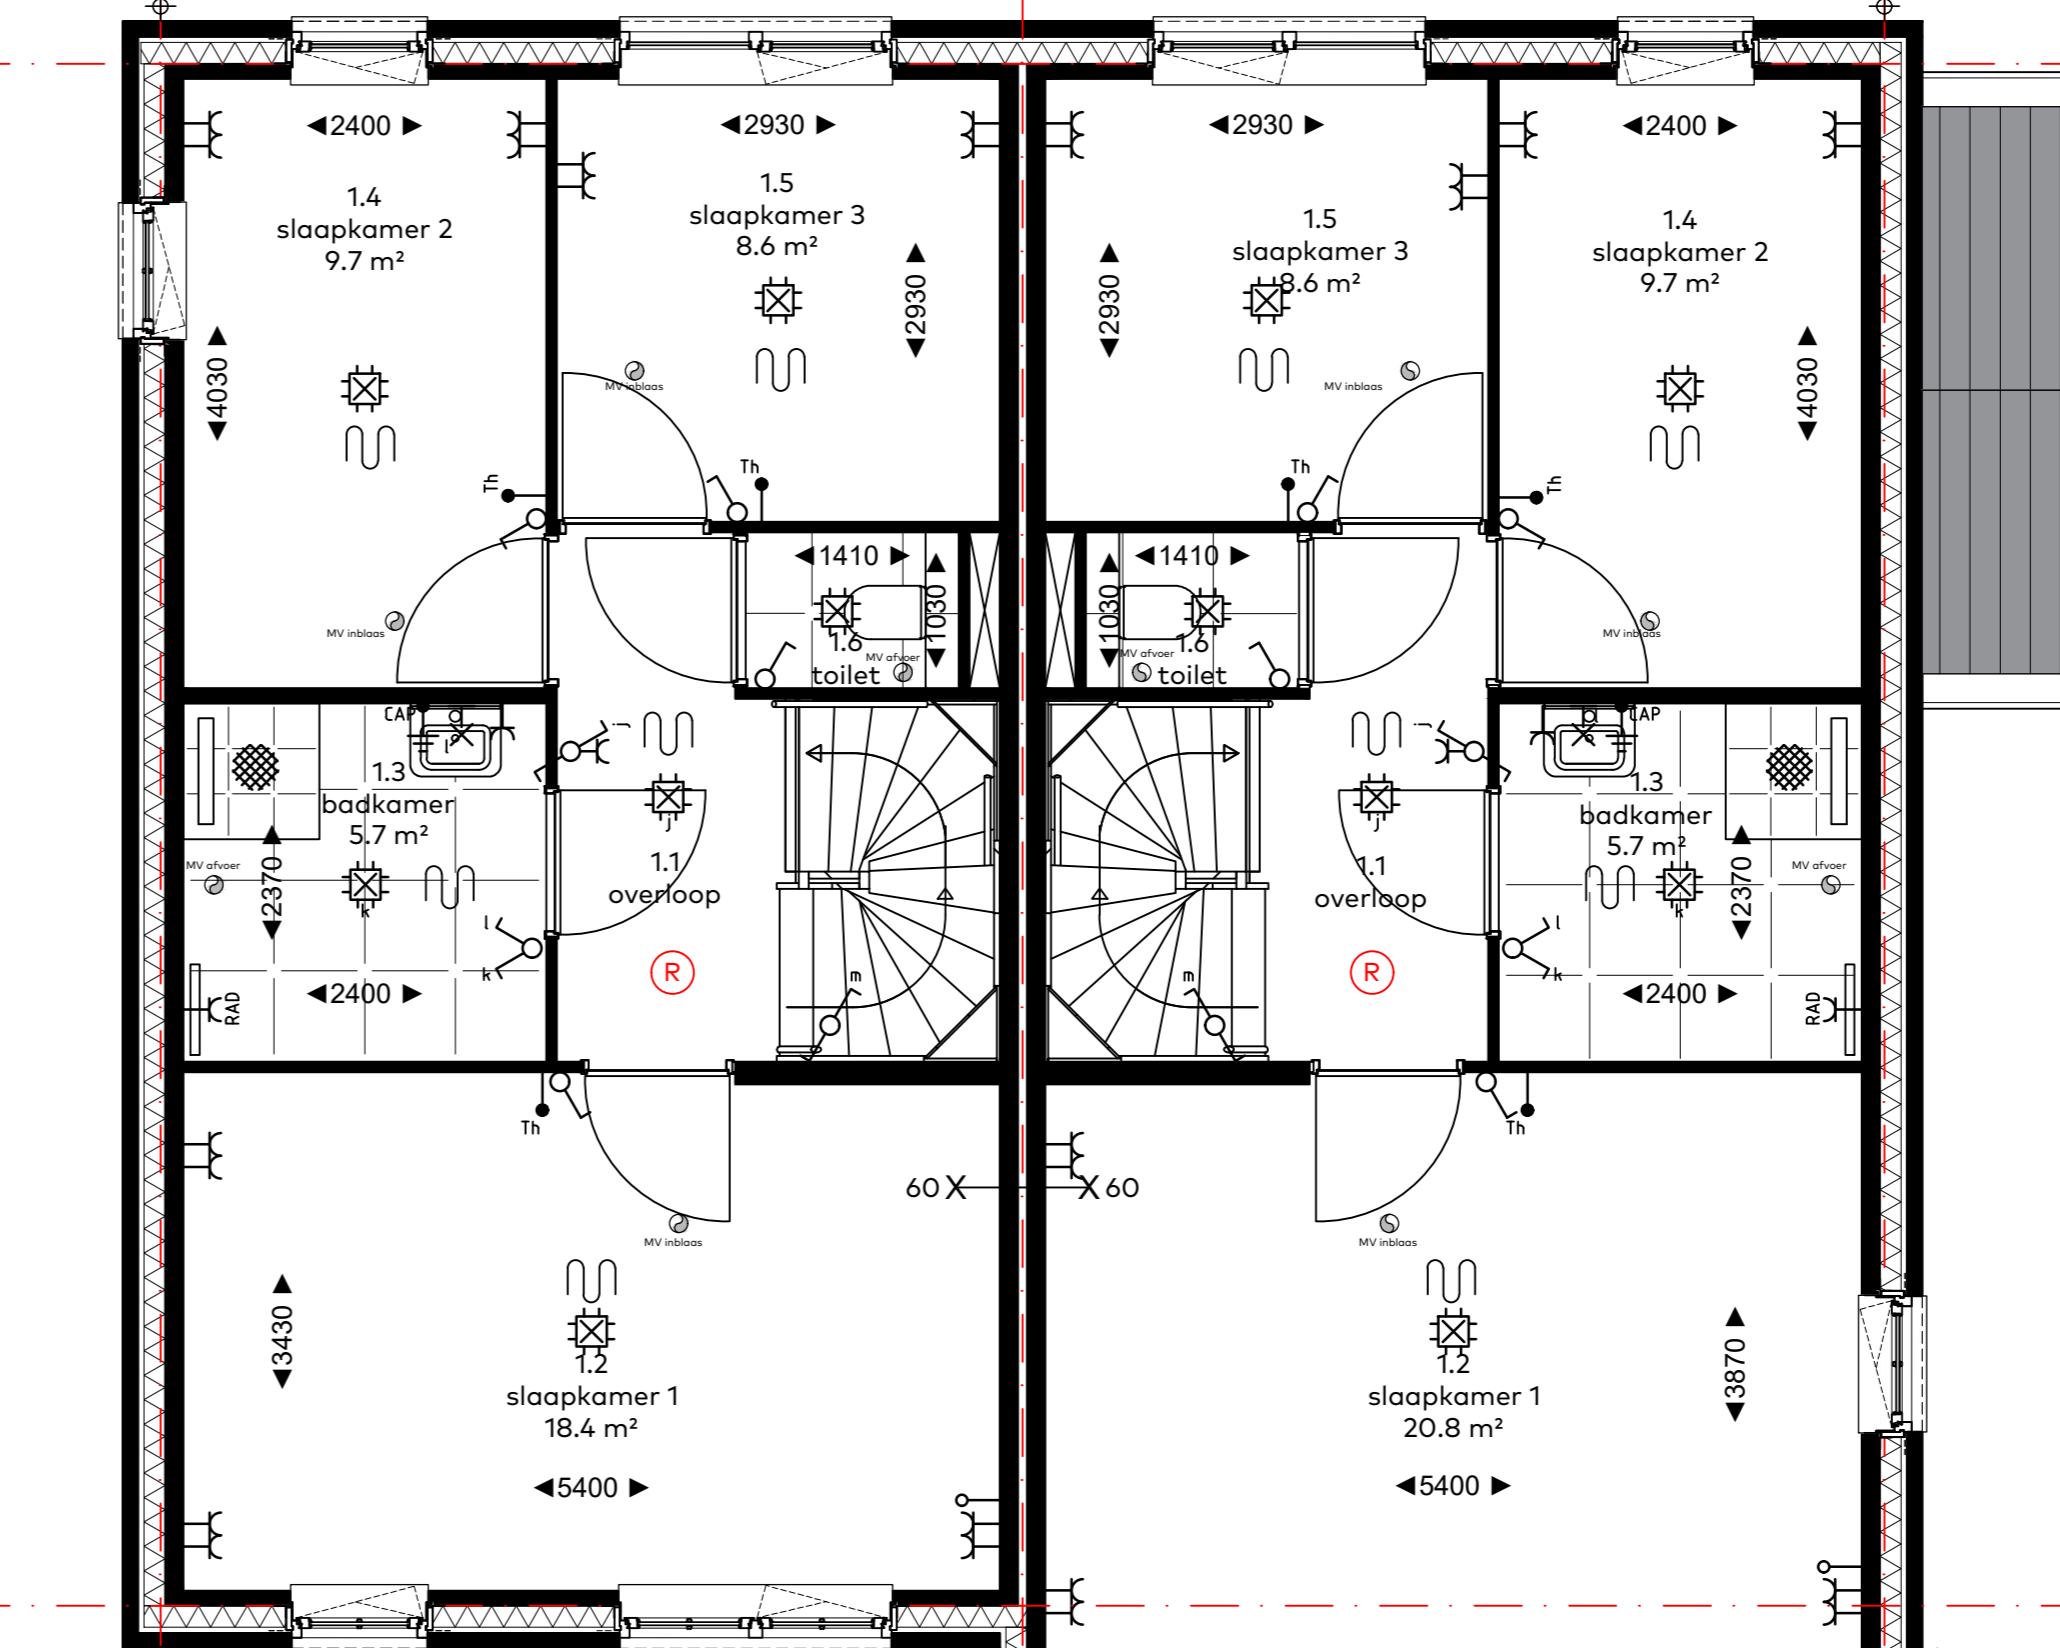 2400
2930
2930
2400
1.4
slaapkamer 2
9.7 m²
1.5
slaapkamer 3
8.6 m²
1.5
slaapkamer 3
8.6 m²
1.4
slaapkamer 2
9.7 m²
4030
2930
2930
4030
MV inblaas
MV inblaas
Th
Th
Th
Th
MV inblaas
1410
1030
1.6
toilet
MV afvoer
1410
1030
1.6
toilet
MV afvoer
MV inblaas
CAP
l
l
1.3
badkamer
5.7 m²
MV afvoer
2370
k
l
k
2400
RAD
j
j
1.1
overloop
R
m
j
j
1.1
overloop
R
m
CAP
l
1.3
badkamer
5.7 m²
MV afvoer
2370
k
l
k
2400
RAD
Th
Th
60
60
MV inblaas
MV inblaas
3430
1.2
slaapkamer 1
18.4 m²
5400
1.2
slaapkamer 1
20.8 m²
5400
3870